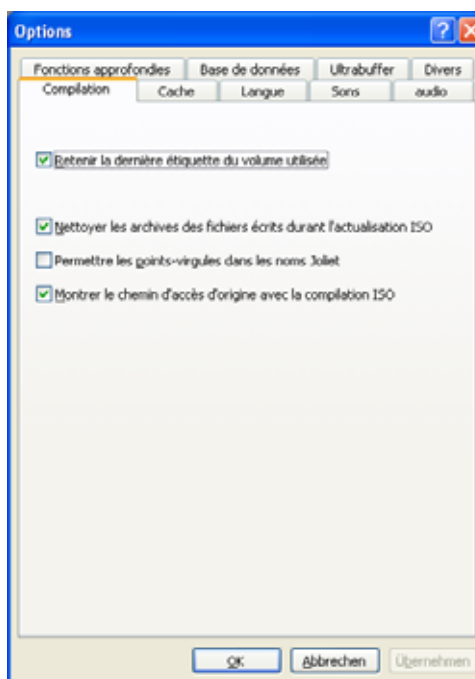 Options
Fonctions approfondies Base de données Ultrabuffer Divers
Compilation Cache Langue Sons audio
Retenir la dernière étiquette du volume utilisée
Nettoyer les archives des fichiers écrits durant l'actualisation ISO
Permettre les points-virgules dans les noms Joliet
Montrer le chemin d'accès d'origine avec la compilation ISO
OK Abbrechen Übernehmen